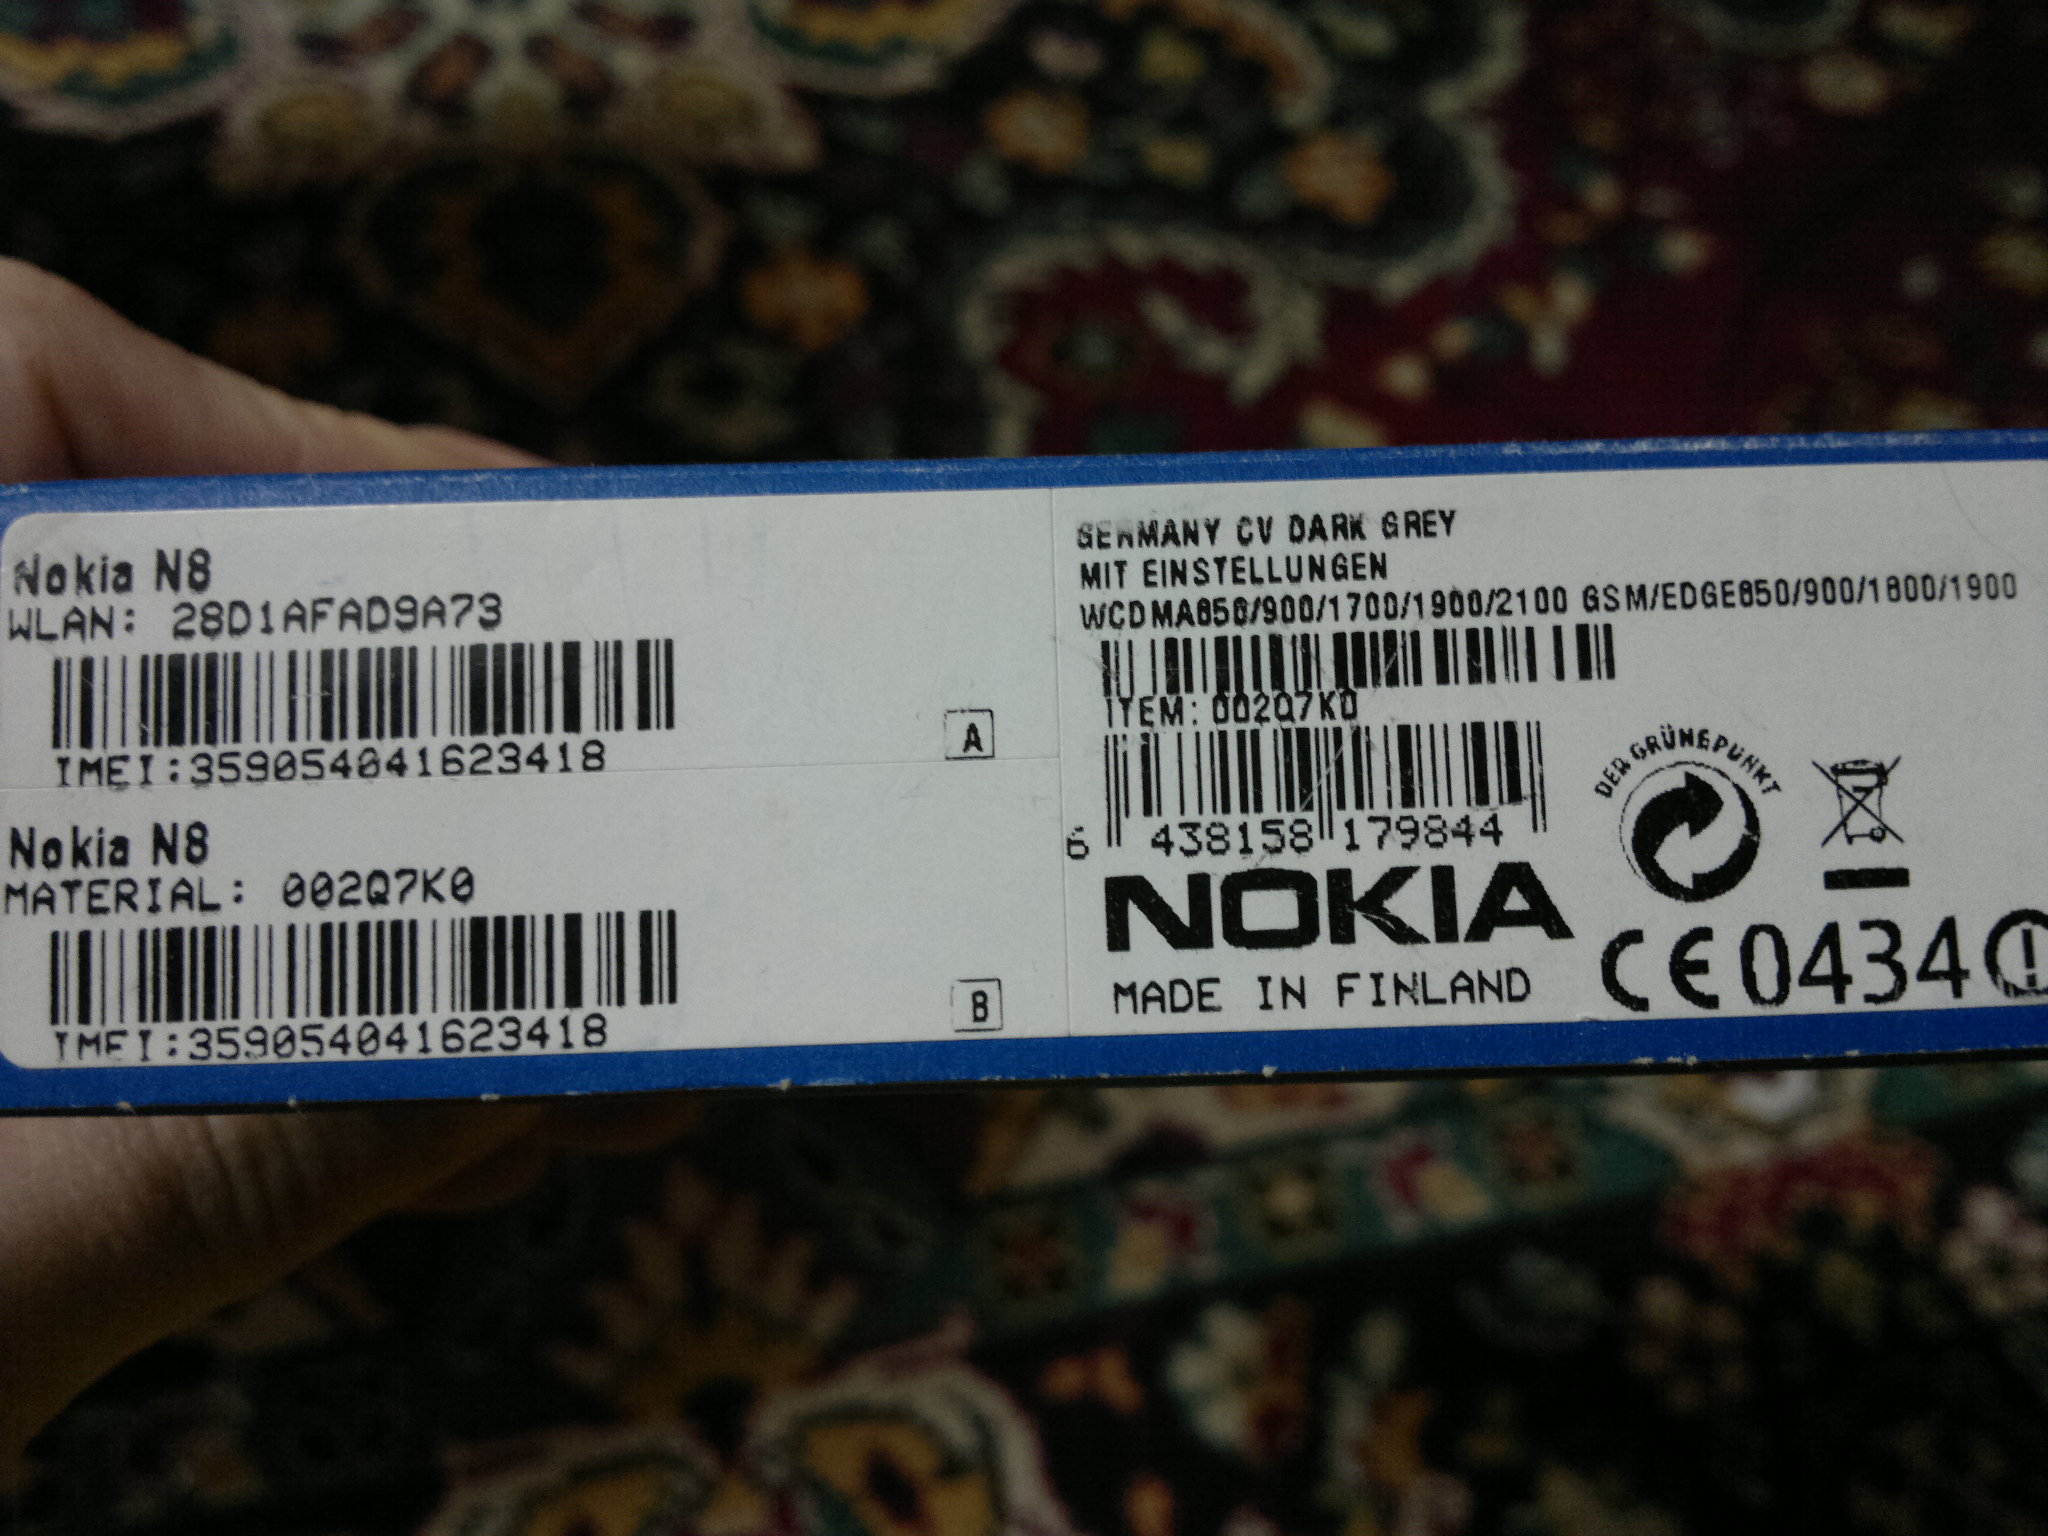 Nokia N8
WLAN: 28D1AFAD9A73
IMEI:359054041623418
A
Nokia N8
MATERIAL: 002Q7K0
IMEI:359054041623418
B
GERMANY CV DARK GREY
MIT EINSTELLUNGEN
WCDMA850/900/1700/1900/2100 GSM/EDGE850/900/1800/1900
ITEM: 002Q7K0
6 438158 179844
DER GRÜNE PUNKT
NOKIA
MADE IN FINLAND
CE0434